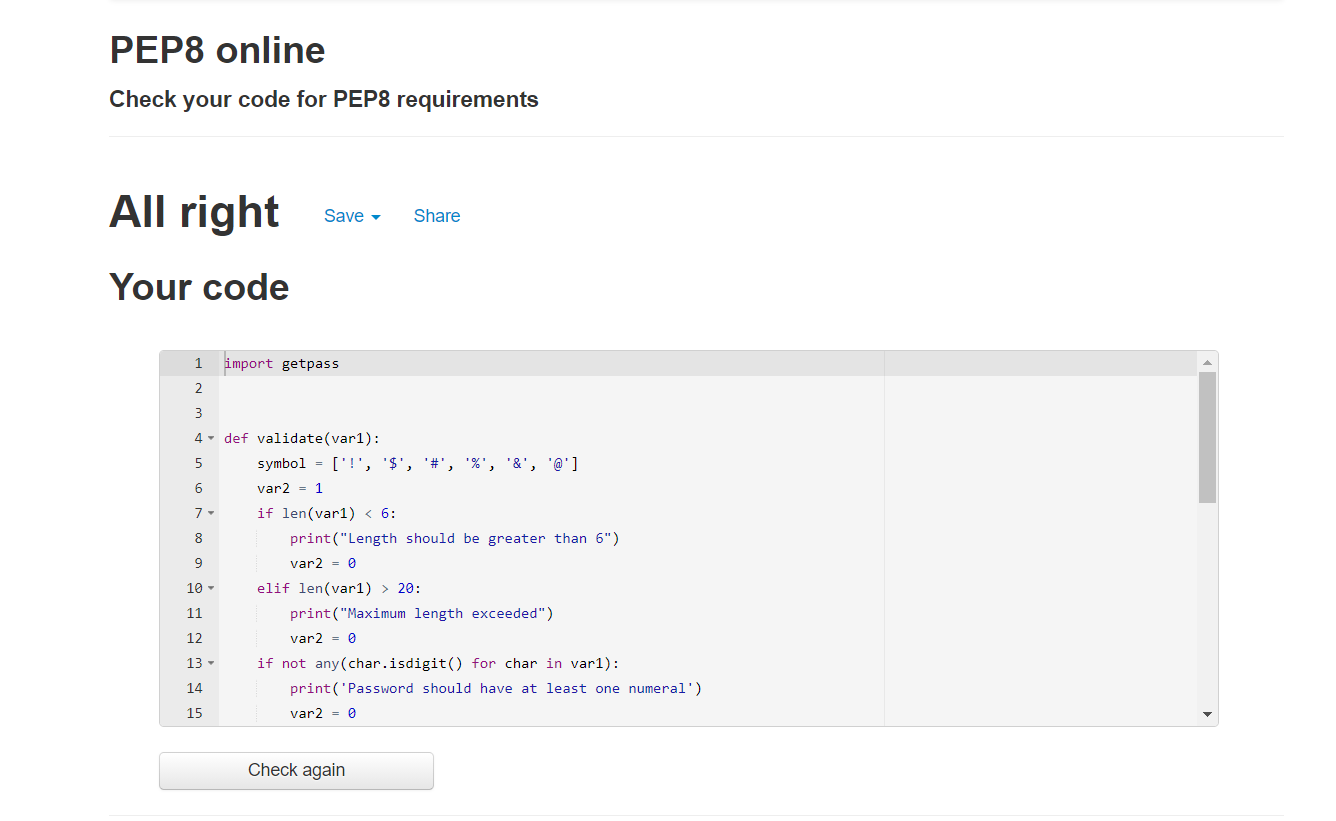 PEP8 online
Check your code for PEP8 requirements
All right Save Share
Your code
1 import getpass
2
3
4 def validate(var1):
5     symbol = ['!', '$', '#', '%', '&', '@']
6     var2 = 1
7     if len(var1) < 6:
8         print("Length should be greater than 6")
9         var2 = 0
10     elif len(var1) > 20:
11         print("Maximum length exceeded")
12         var2 = 0
13     if not any(char.isdigit() for char in var1):
14         print('Password should have at least one numeral')
15         var2 = 0
Check again